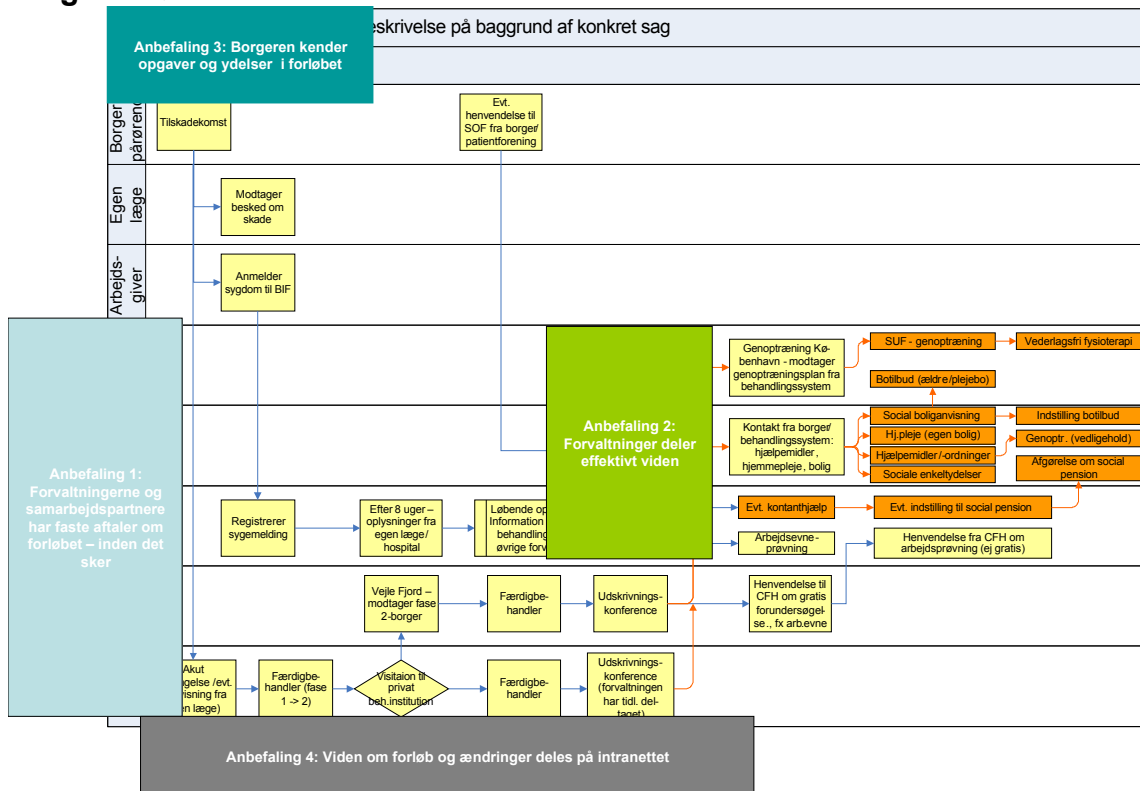 eskrivelse på baggrund af konkret sag
Anbefaling 3: Borgeren kender
opgaver og ydelser i forløbet
Borger
pårørend
Tilskadekomst
Evt.
henvendelse til
SOF fra borger/
patientforening
Egen
læge
Modtager
besked om
skade
Arbejds-
giver
Anmelder
sygdom til BIF
Anbefaling 1:
Forvaltningerne og
samarbejdspartnere
har faste aftaler om
forløbet – inden det
sker
Anbefaling 2:
Forvaltninger deler
effektivt viden
Genoptræning Kø-
benhavn - modtager
genoptræningsplan fra
behandlingssystem
SUF - genoptræning
Vederlagsfri fysioterapi
Botilbud (ældre/plejebo)
Kontakt fra borger/
behandlingssystem:
hjælpemidler,
hjemmepleje, bolig
Social boliganvisning
Indstilling botilbud
Hj.pleje (egen bolig)
Genoptr. (vedligehold)
Hjælpemidler/-ordninger
Sociale enkeltydelser
Afgørelse om social
pension
Registrerer
sygemelding
Efter 8 uger –
oplysninger fra
egen læge/
hospital
Løbende op
Information
behandling
øvrige forv
Evt. kontanthjælp
Evt. indstilling til social pension
Arbejdsevne-
prøvning
Henvendelse fra CFH om
arbejdsprøvning (ej gratis)
Vejle Fjord –
modtager fase
2-borger
Færdigbe-
handler
Udskrivnings-
konference
Henvendelse til
CFH om gratis
forundersøgel-
se., fx arb.evne
Akut
gelse /evt.
visning fra
en læge)
Færdigbe-
handler (fase
1 -> 2)
Visitaion til
privat
beh.institution
Færdigbe-
handler
Udskrivnings-
konference
(forvaltningen
har tidl. del-
taget)
Anbefaling 4: Viden om forløb og ændringer deles på intranettet